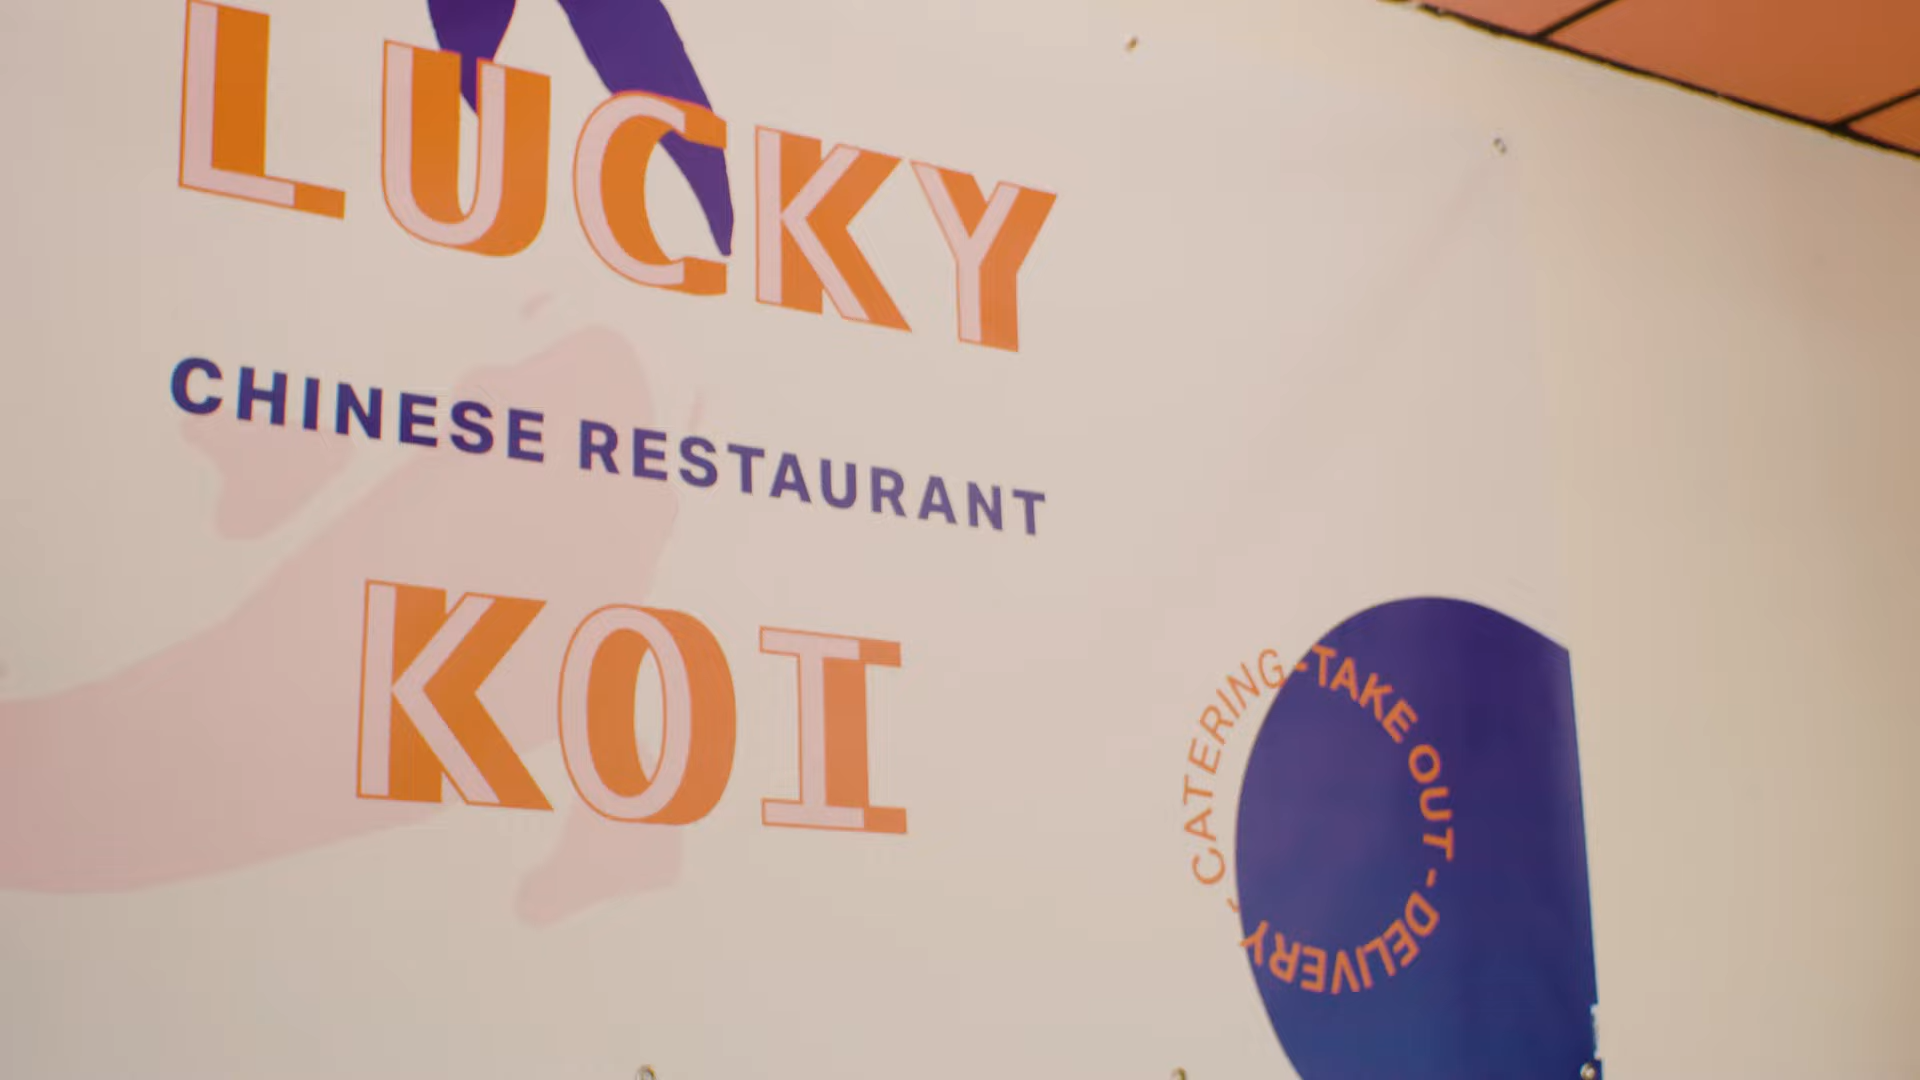 LUCKY
CHINESE RESTAURANT
KOI
CATERING - TAKE OUT - DELIVERY -